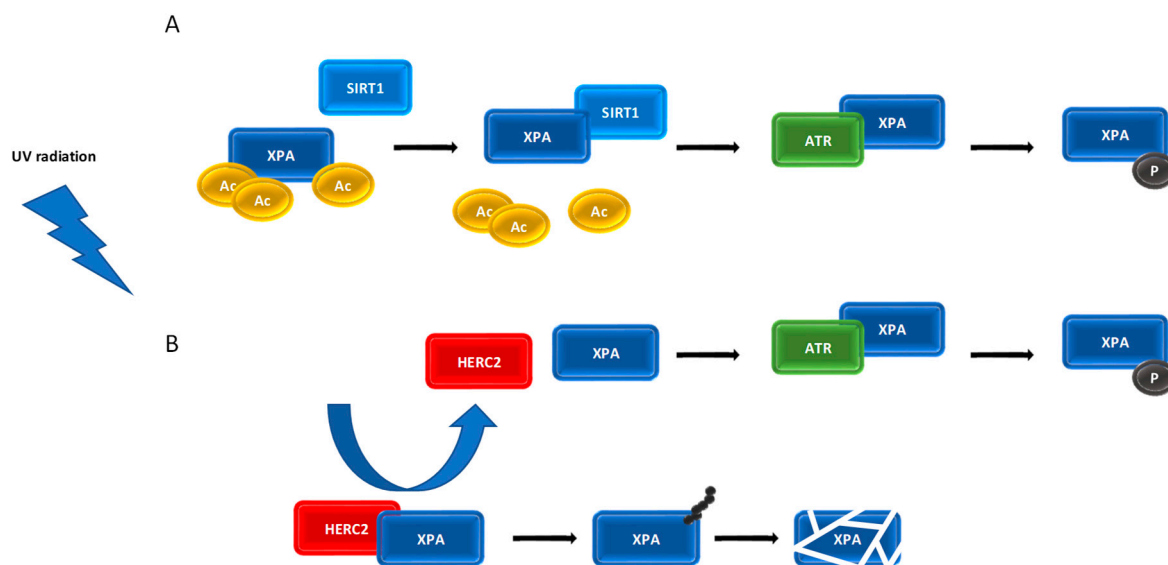 A
SIRT1
SIRT1
XPA
XPA
ATR
XPA
XPA
UV radiation
Ac
Ac
Ac
P
Ac
Ac
Ac
B
HERC2
XPA
ATR
XPA
XPA
P
HERC2
XPA
XPA
XPA